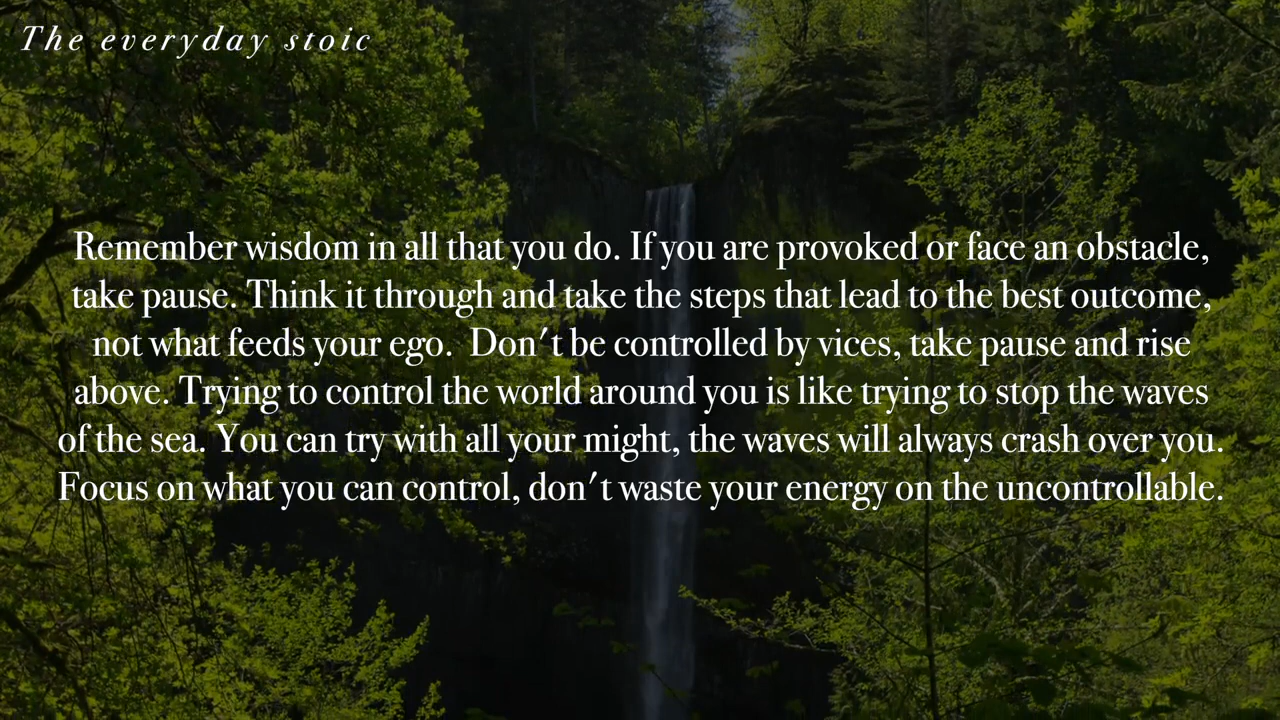 The everyday stoic
Remember wisdom in all that you do. If you are provoked or face an obstacle,
take pause. Think it through and take the steps that lead to the best outcome,
not what feeds your ego.  Don't be controlled by vices, take pause and rise
above. Trying to control the world around you is like trying to stop the waves
of the sea. You can try with all your might, the waves will always crash over you.
Focus on what you can control, don't waste your energy on the uncontrollable.